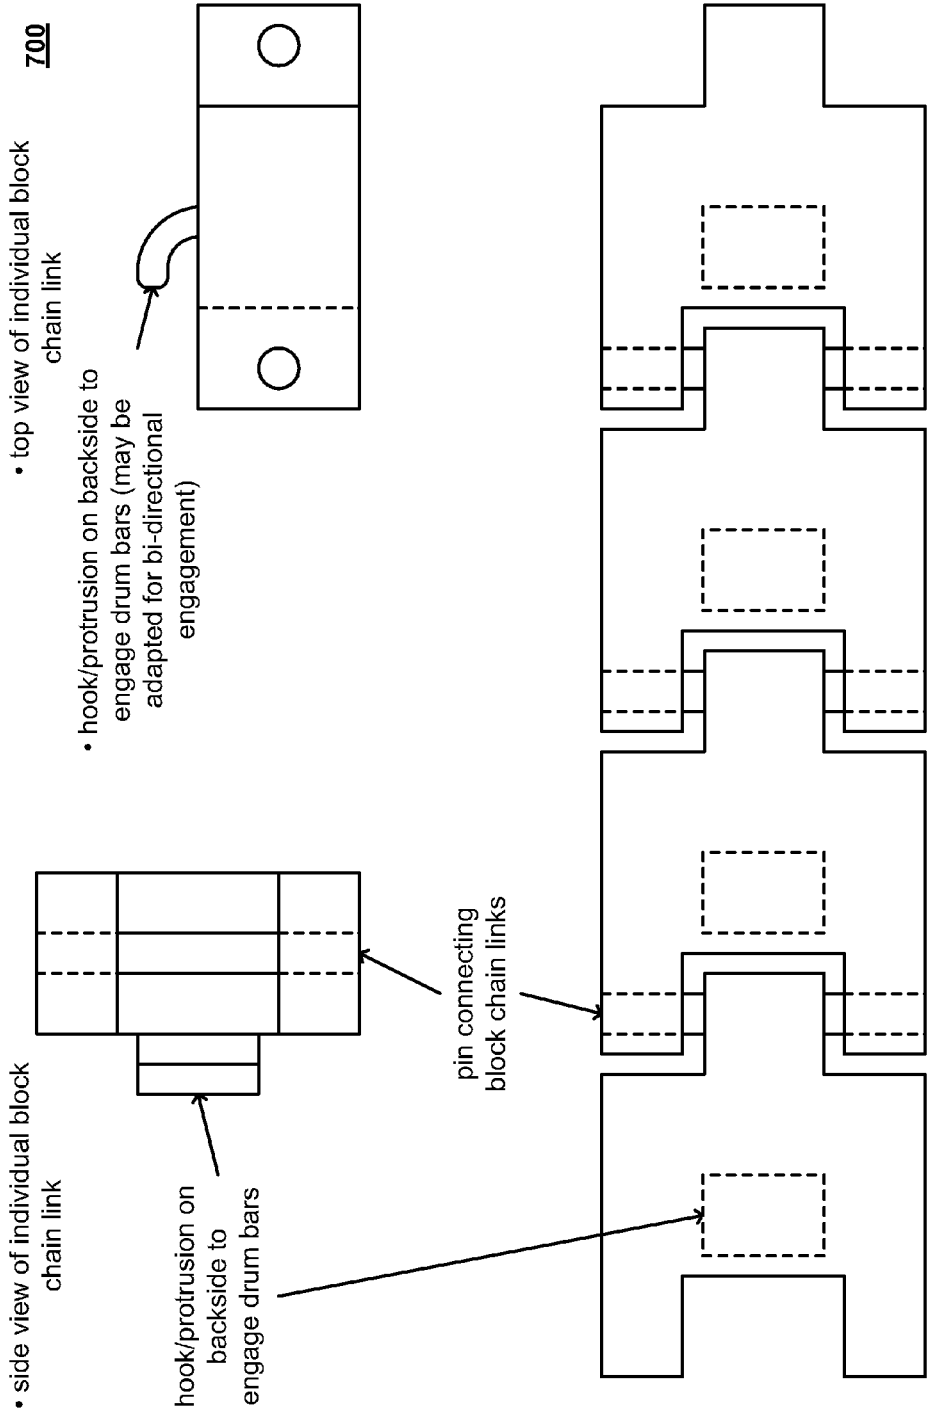 700
• side view of individual block
chain link
• top view of individual block
chain link
• hook/protrusion on backside to
engage drum bars (may be
adapted for bi-directional
engagement)
hook/protrusion on
backside to
engage drum bars
pin connecting
block chain links